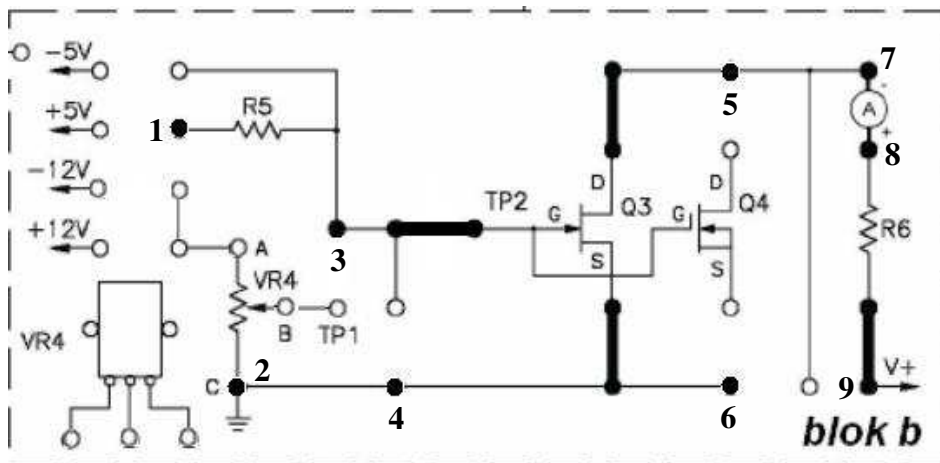 -5V
7
R5
+5V
1
5
A
-
+
8
-12V
D
D
TP2
G
Q3
G
Q4
R6
+12V
A
3
S
S
VR4
VR4
B
TP1
C
2
V+
4
6
9
blok b